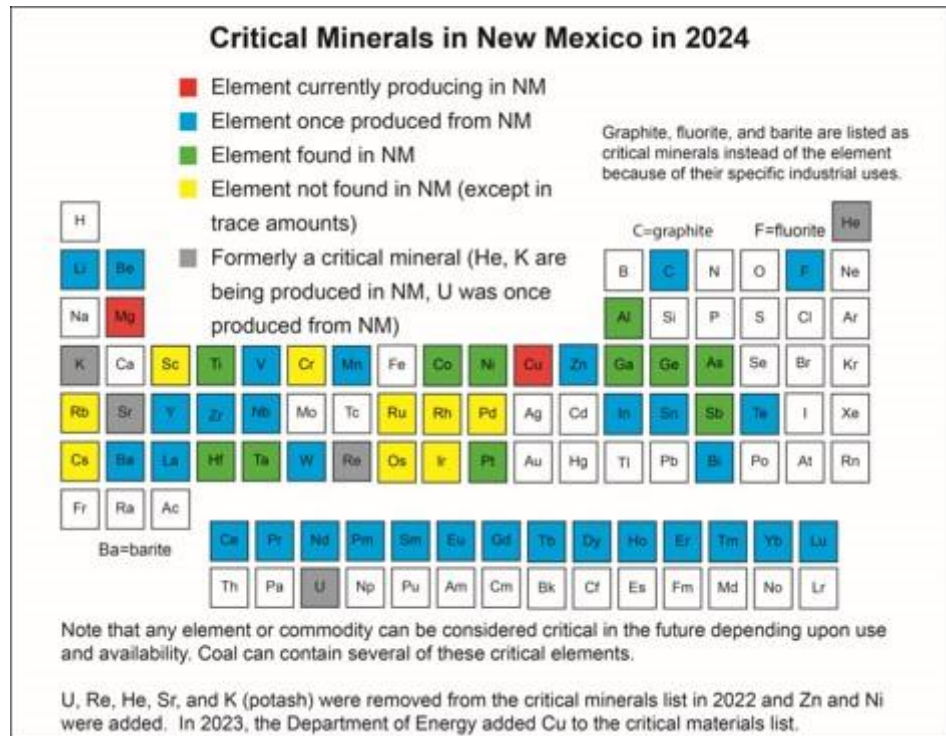 Critical Minerals in New Mexico in 2024
Element currently producing in NM
Element once produced from NM
Element found in NM
Element not found in NM (except in
trace amounts)
Formerly a critical mineral (He, K are
being produced in NM, U was once
produced from NM)
Graphite, fluorite, and barite are listed as
critical minerals instead of the element
because of their specific industrial uses.
C=graphite F=fluorite
H He
Li Be B C N O F Ne
Na Mg Al Si P S Cl Ar
K Ca Sc Ti V Cr Mn Fe Co Ni Cu Zn Ga Ge As Se Br Kr
Rb Sr Y Zr Nb Mo Tc Ru Rh Pd Ag Cd In Sn Sb Te I Xe
Cs Ba La Hf Ta W Re Os Ir Pt Au Hg Tl Pb Bi Po At Rn
Fr Ra Ac
Ba=barite
Ce Pr Nd Pm Sm Eu Gd Tb Dy Ho Er Tm Yb Lu
Th Pa U Np Pu Am Cm Bk Cf Es Fm Md No Lr
Note that any element or commodity can be considered critical in the future depending upon use
and availability. Coal can contain several of these critical elements.
U, Re, He, Sr, and K (potash) were removed from the critical minerals list in 2022 and Zn and Ni
were added. In 2023, the Department of Energy added Cu to the critical materials list.